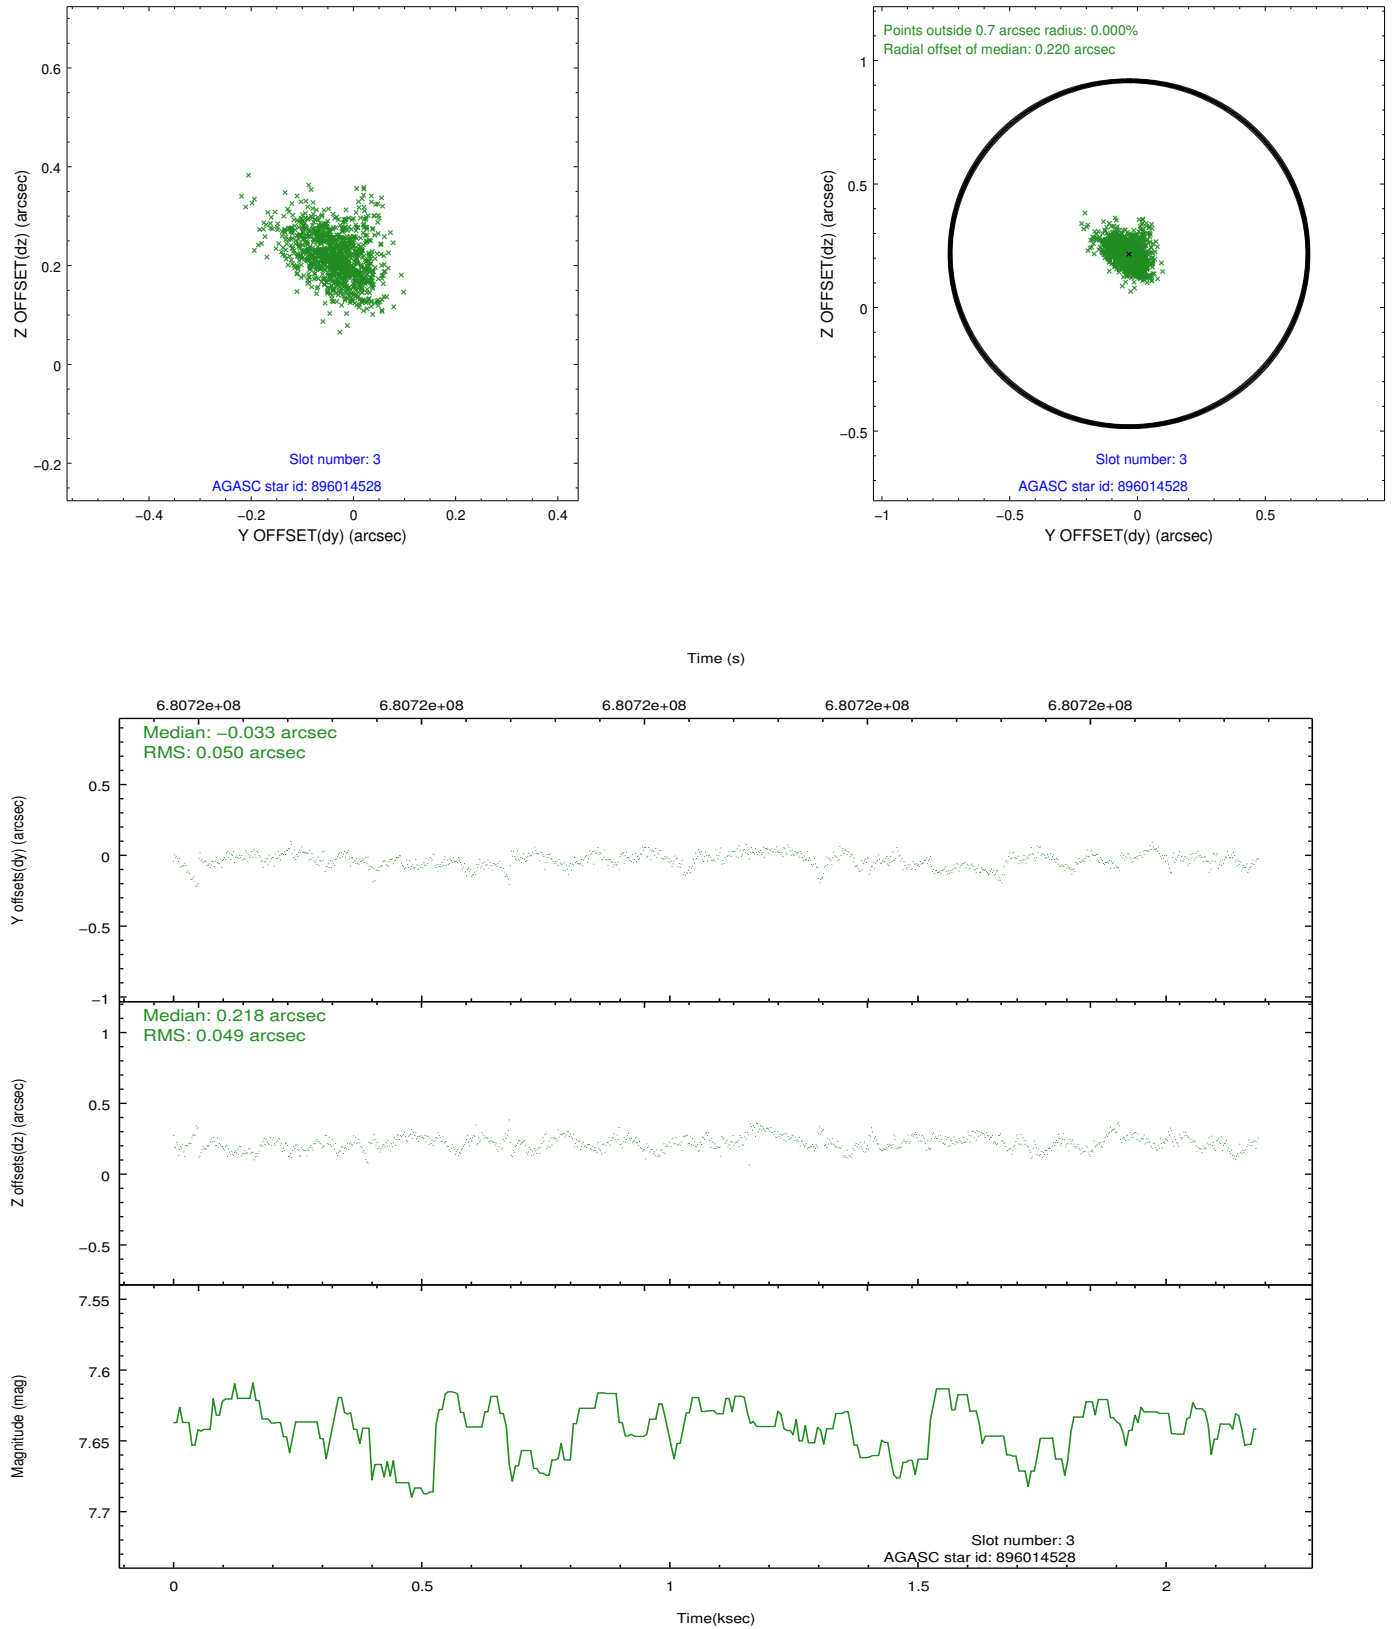 0.6
0.4
0.2
0
−0.2
Z OFFSET(dz) (arcsec)
Slot number: 3
AGASC star id: 896014528
−0.4 −0.2 0 0.2 0.4
Y OFFSET(dy) (arcsec)
Points outside 0.7 arcsec radius: 0.000%
Radial offset of median: 0.220 arcsec
1
0.5
0
−0.5
Z OFFSET(dz) (arcsec)
Slot number: 3
AGASC star id: 896014528
−1 −0.5 0 0.5
Y OFFSET(dy) (arcsec)
Time (s)
6.8072e+08 6.8072e+08 6.8072e+08 6.8072e+08 6.8072e+08
Median: −0.033 arcsec
RMS: 0.050 arcsec
0.5
0
−0.5
−1
Y offsets(dy) (arcsec)
Median: 0.218 arcsec
RMS: 0.049 arcsec
1
0.5
0
−0.5
Z offsets(dz) (arcsec)
7.55
7.6
7.65
7.7
Magnitude (mag)
Slot number: 3
AGASC star id: 896014528
0 0.5 1 1.5 2
Time(ksec)